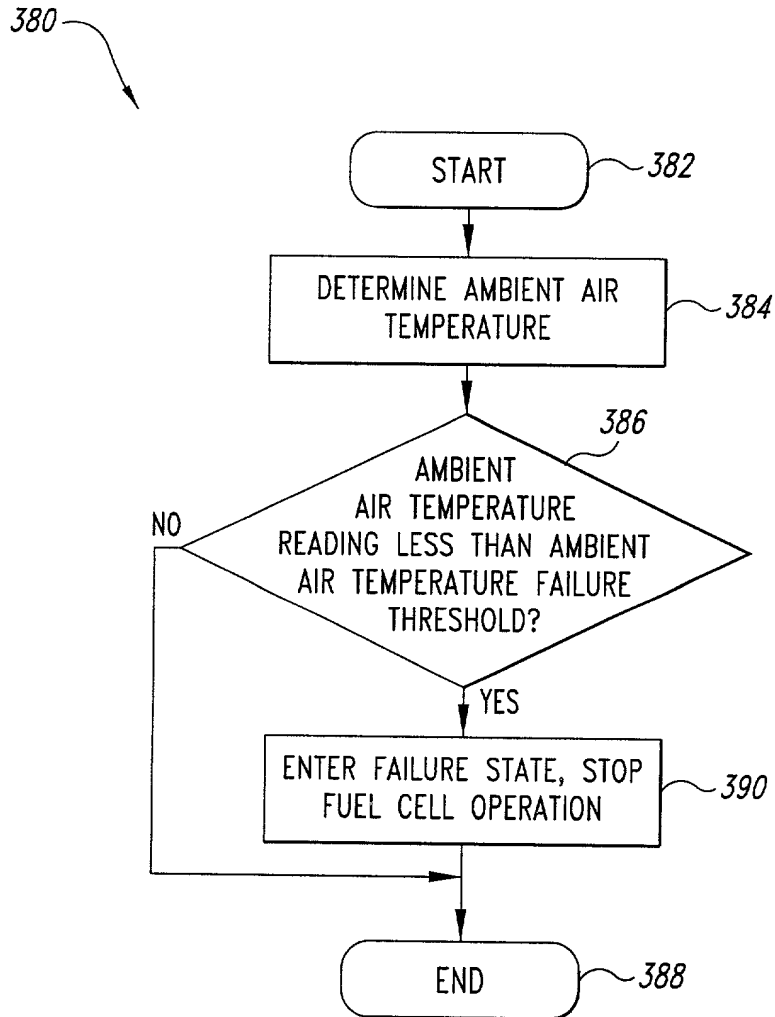 380
START
382
DETERMINE AMBIENT AIR
TEMPERATURE
384
386
AMBIENT
AIR TEMPERATURE
READING LESS THAN AMBIENT
AIR TEMPERATURE FAILURE
THRESHOLD?
NO
YES
ENTER FAILURE STATE, STOP
FUEL CELL OPERATION
390
END
388